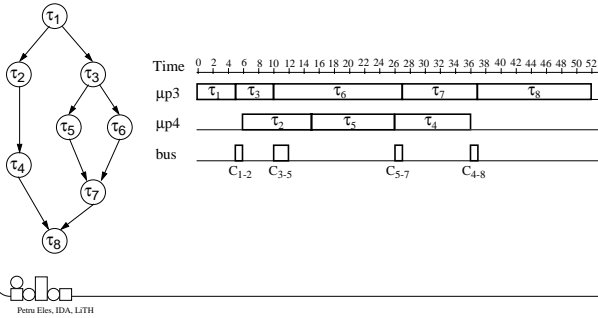 τ1
τ2
τ3
τ5
τ6
τ4
τ7
τ8
Time 0 2 4 6 8 10 12 14 16 18 20 22 24 26 28 30 32 34 36 38 40 42 44 46 48 50 52
μp3 τ1 τ3 τ6 τ7 τ8
μp4 τ2 τ5 τ4
bus
C1-2 C3-5 C5-7 C4-8
Petru Eles, IDA, LiTH